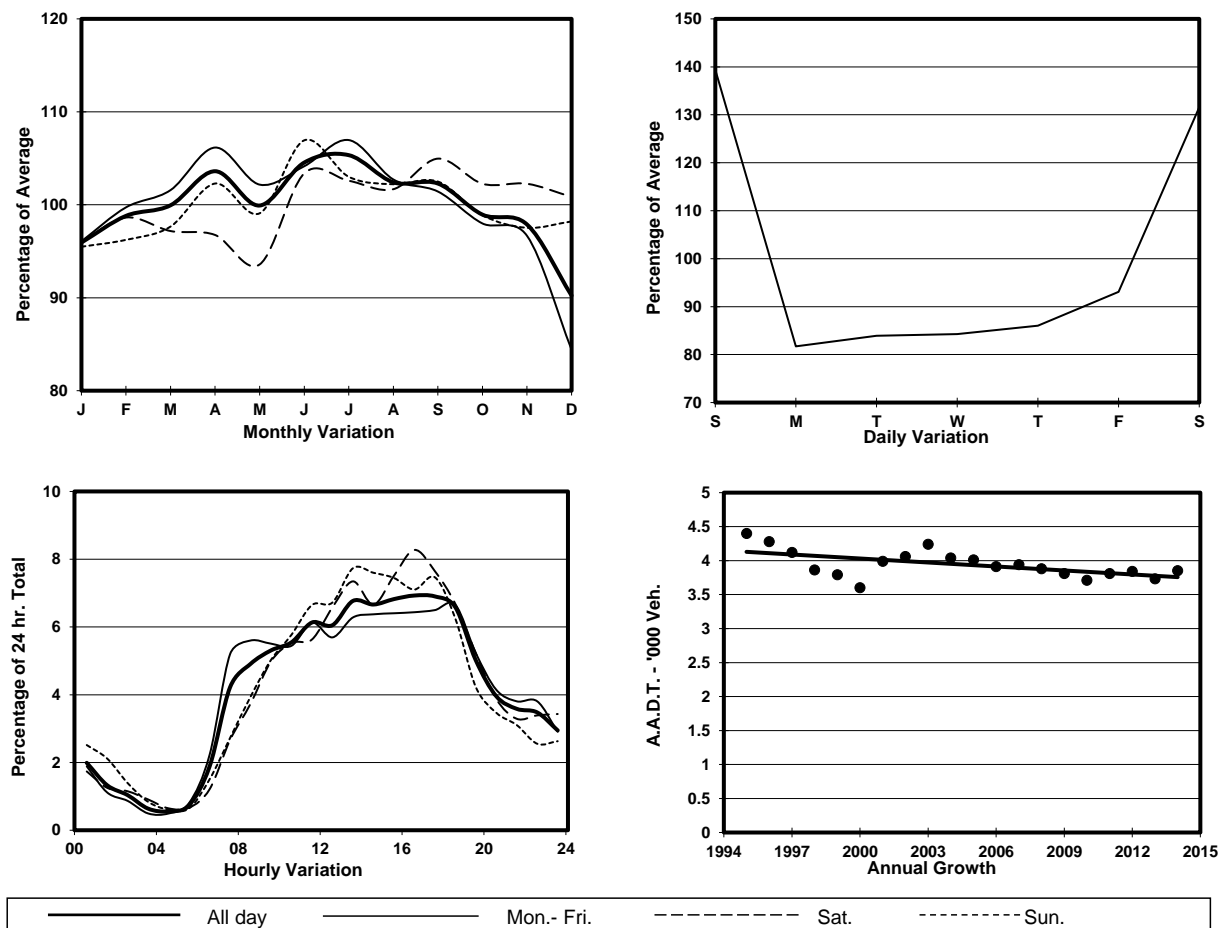 120
110
100
90
80
Percentage of Average
J F M A M J J A S O N D
Monthly Variation
150
140
130
120
110
100
90
80
70
Percentage of Average
S M T W T F S
Daily Variation
10
8
6
4
2
0
Percentage of 24 hr. Total
00 04 08 12 16 20 24
Hourly Variation
5
4.5
4
3.5
3
2.5
2
1.5
1
0.5
0
A.A.D.T. - '000 Veh.
1994 1997 2000 2003 2006 2009 2012 2015
Annual Growth
All day Mon.- Fri. Sat. Sun.